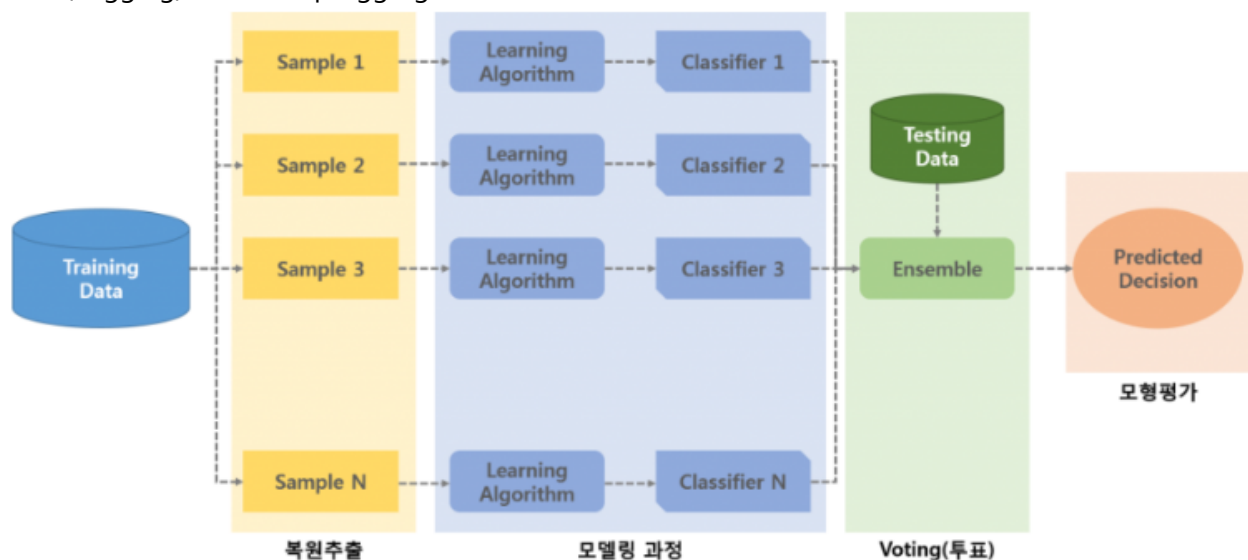 Sample 1
Learning
Algorithm
Classifier 1
Sample 2
Learning
Algorithm
Classifier 2
Testing
Data
Training
Data
Sample 3
Learning
Algorithm
Classifier 3
Ensemble
Predicted
Decision
모형평가
Sample N
Learning
Algorithm
Classifier N
복원추출
모델링 과정
Voting(투표)